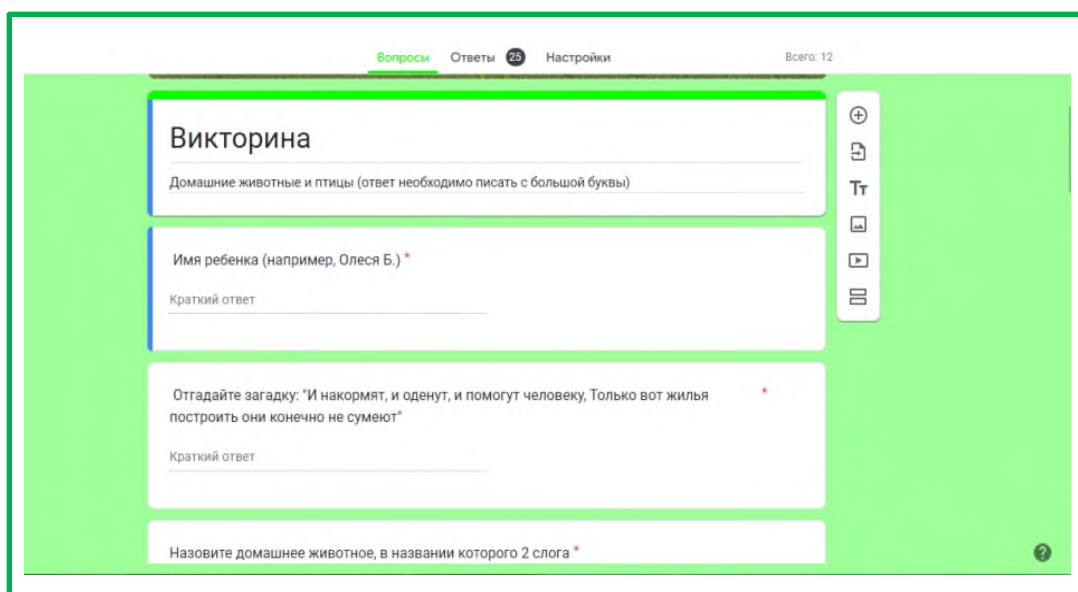 Вопросы Ответы 25 Настройки Всего: 12
Викторина
Домашние животные и птицы (ответ необходимо писать с большой буквы)
Имя ребенка (например, Олеся Б.) *
Краткий ответ
Отгадайте загадку: "И накормят, и оденут, и помогут человеку, Только вот жилья *
построить они конечно не сумеют"
Краткий ответ
Назовите домашнее животное, в названии которого 2 слога *